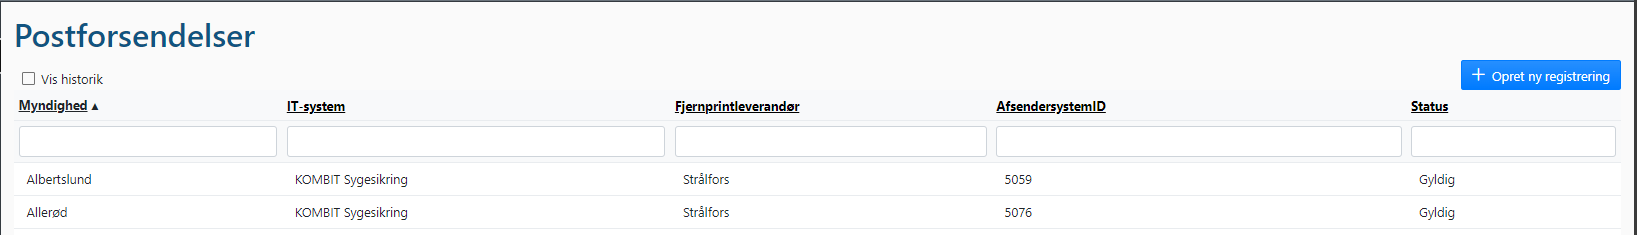 Postforsendelser
Vis historik
+ Opret ny registrering
Myndighed ▲ IT-system Fjernprintleverandør AfsendersystemID Status
Albertslund KOMBIT Sygesikring Strålfors 5059 Gyldig
Allerød KOMBIT Sygesikring Strålfors 5076 Gyldig